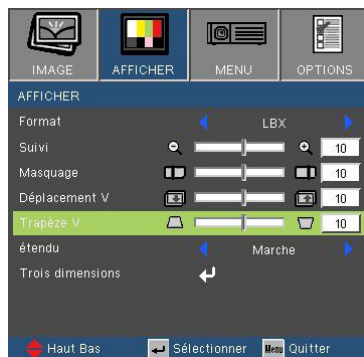 IMAGE AFFICHER MENU OPTIONS
AFFICHER
Format LBX
Suivi 10
Masquage 10
Déplacement V 10
Trapèze V 10
étendu Marche
Trois dimensions
Haut Bas Sélectionner Menu Quitter